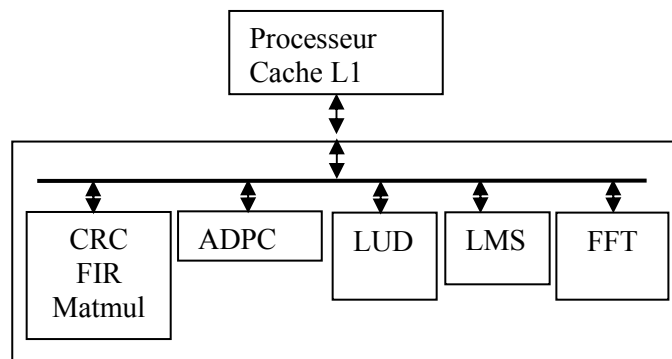 Processeur
Cache L1
CRC
FIR
Matmul
ADPC
LUD
LMS
FFT